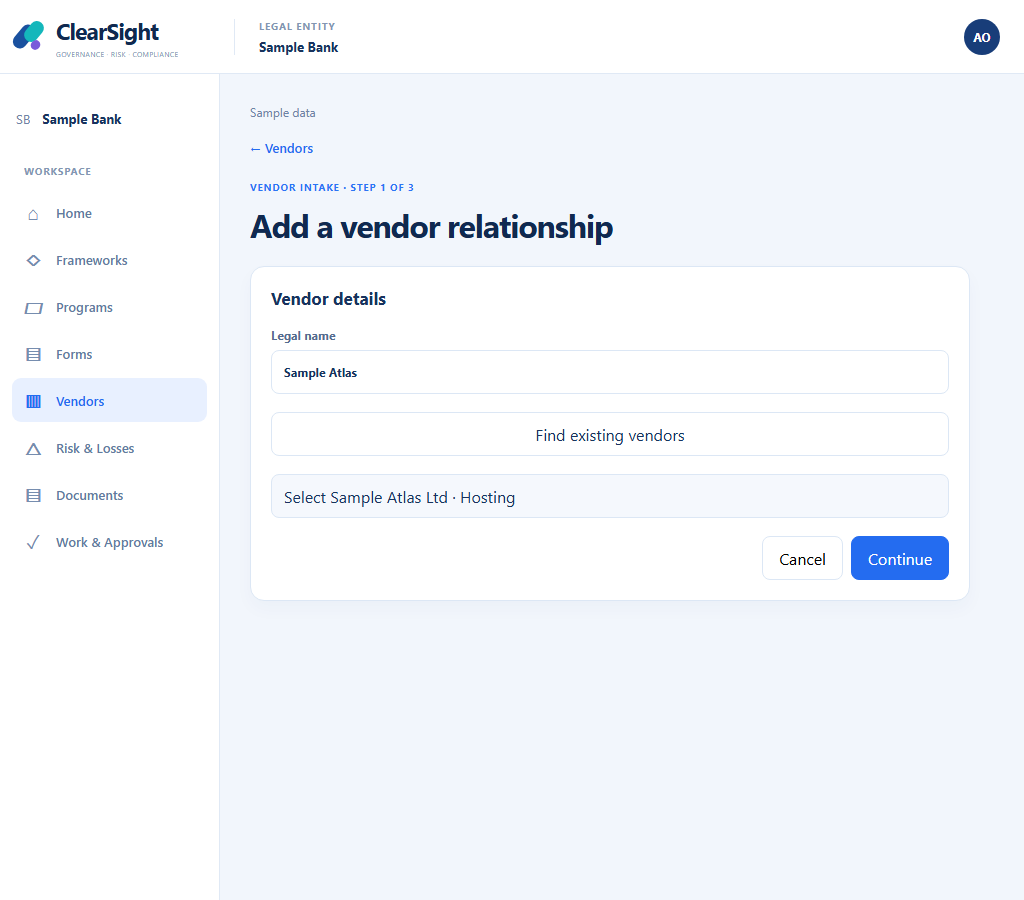 ClearSight
GOVERNANCE · RISK · COMPLIANCE
LEGAL ENTITY
Sample Bank
AO
SB Sample Bank
WORKSPACE
Home
Frameworks
Programs
Forms
Vendors
Risk & Losses
Documents
Work & Approvals
Sample data
← Vendors
VENDOR INTAKE · STEP 1 OF 3
Add a vendor relationship
Vendor details
Legal name
Sample Atlas
Find existing vendors
Select Sample Atlas Ltd · Hosting
Cancel Continue